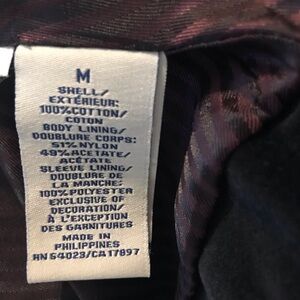 M
SHELL/
EXTÉRIEUR:
100%COTTON/
COTON
BODY LINING/
DOUBLURE CORPS:
51%NYLON
49%ACETATE/
ACÉTATE
SLEEVE LINING/
DOUBLURE DE
LA MANCHE:
100%POLYESTER
EXCLUSIVE OF
DECORATION/
À L'EXCEPTION
DES GARNITURES
MADE IN
PHILIPPINES
RN 64023/CA17897